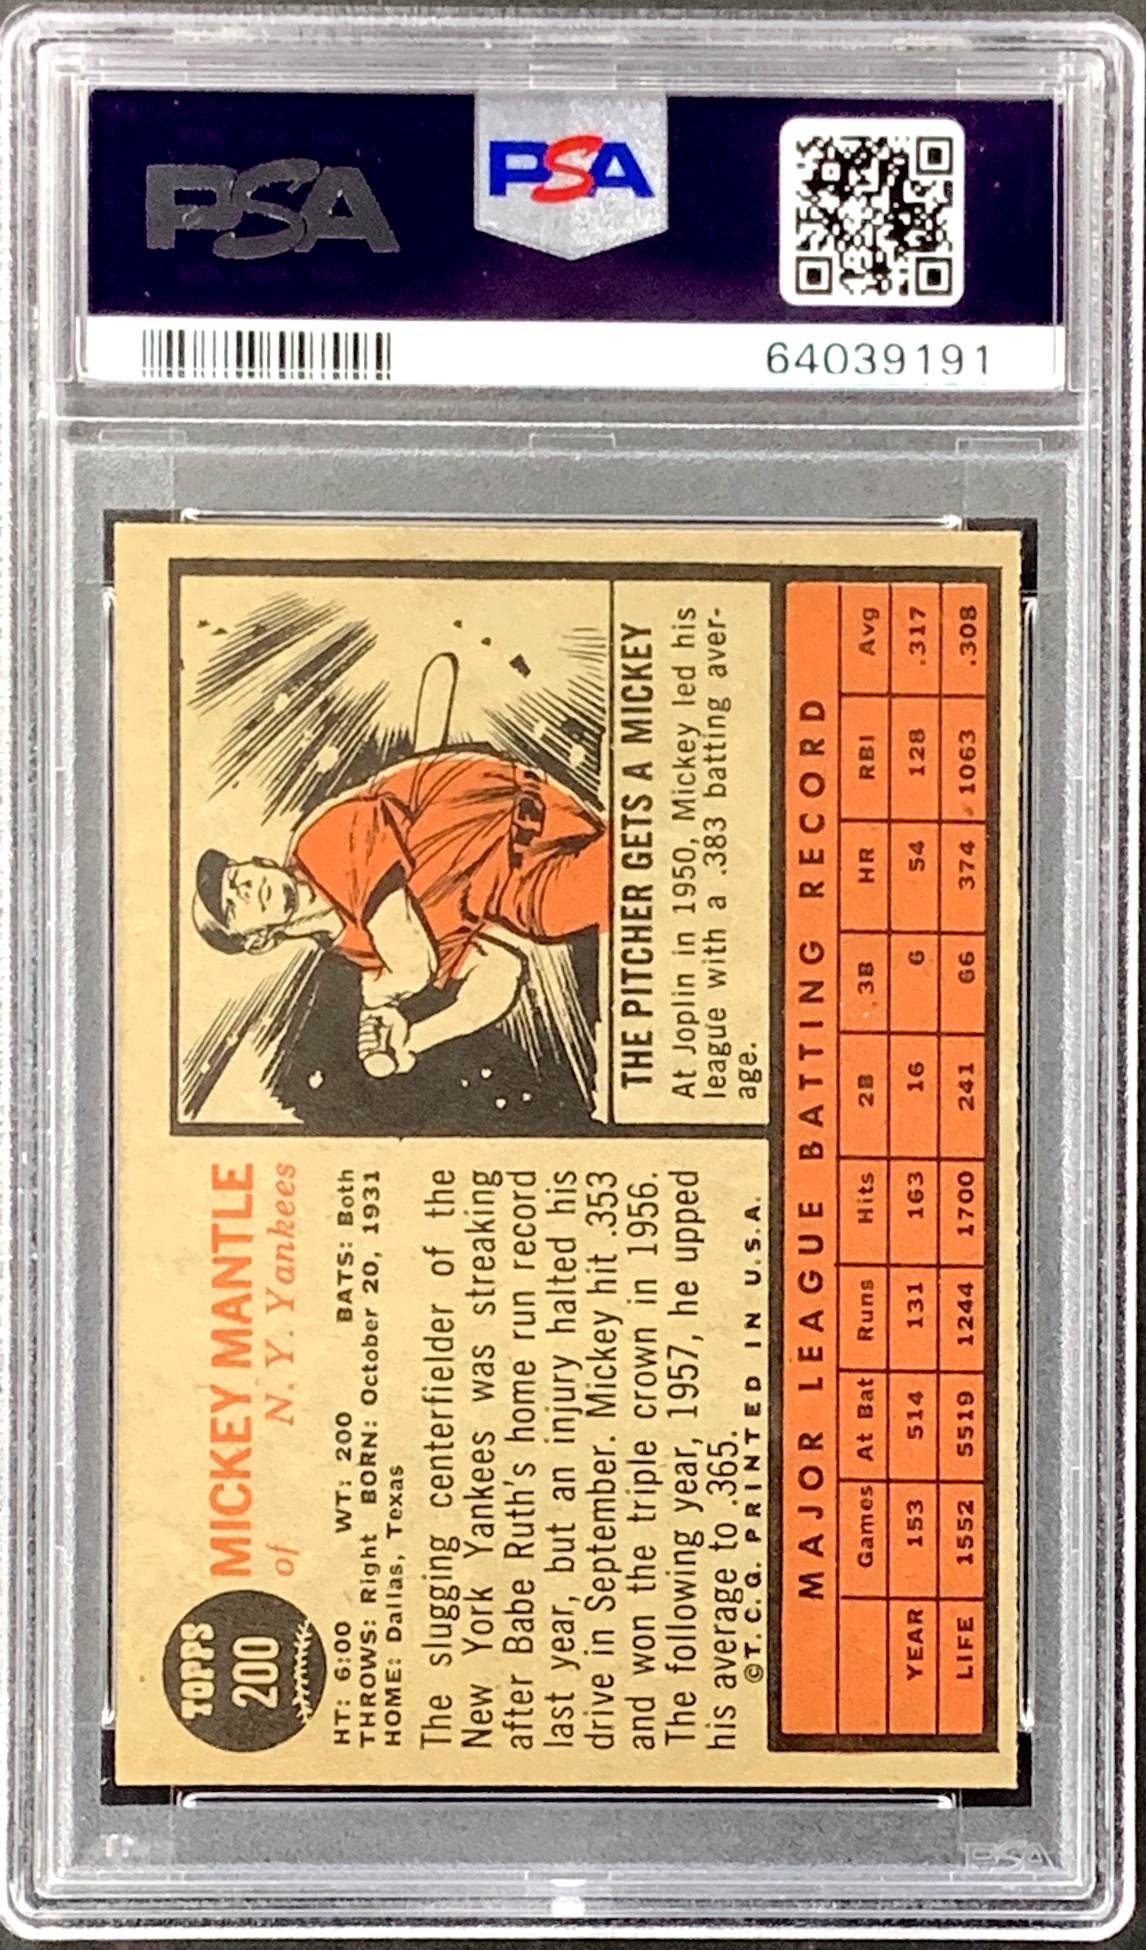 PSA
PSA
64039191
TOPPS
200
MICKEY MANTLE
of N. Y. Yankees
HT: 6:00 WT: 200 BATS: Both
THROWS: Right BORN: October 20, 1931
HOME: Dallas, Texas
The slugging centerfielder of the
New York Yankees was streaking
after Babe Ruth's home run record
last year, but an injury halted his
drive in September. Mickey hit .353
and won the triple crown in 1956.
The following year, 1957, he upped
his average to .365.
©T.C.G. PRINTED IN U.S.A.
THE PITCHER GETS A MICKEY
At Joplin in 1950, Mickey led his
league with a .383 batting aver-
age.
MAJOR LEAGUE BATTING RECORD
Games At Bat Runs Hits 2B 3B HR RBI Avg
YEAR 153 514 131 163 16 6 54 128 .317
LIFE 1552 5519 1244 1700 241 66 374 1063 .308
PSA